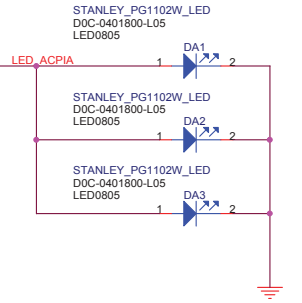 STANLEY_PG1102W_LED
D0C-0401800-L05
LED0805
LED_ACPIA
DA1
1 2
STANLEY_PG1102W_LED
D0C-0401800-L05
LED0805
DA2
1 2
STANLEY_PG1102W_LED
D0C-0401800-L05
LED0805
DA3
1 2